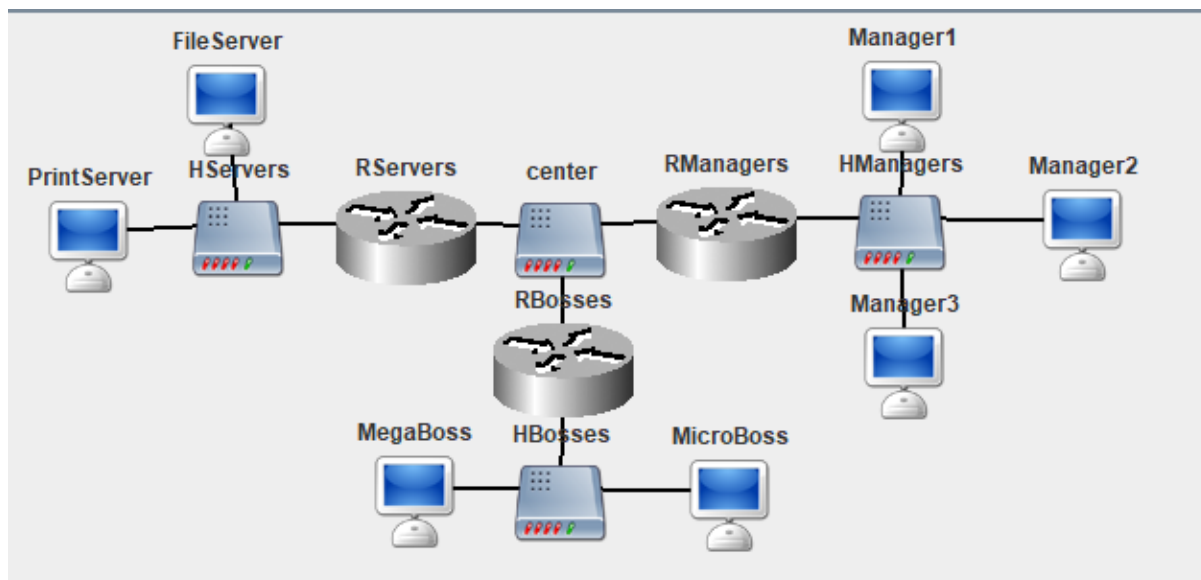 FileServer
Manager1
PrintServer
HServers
RServers
center
RManagers
HManagers
Manager2
RBosses
Manager3
MegaBoss
HBosses
MicroBoss